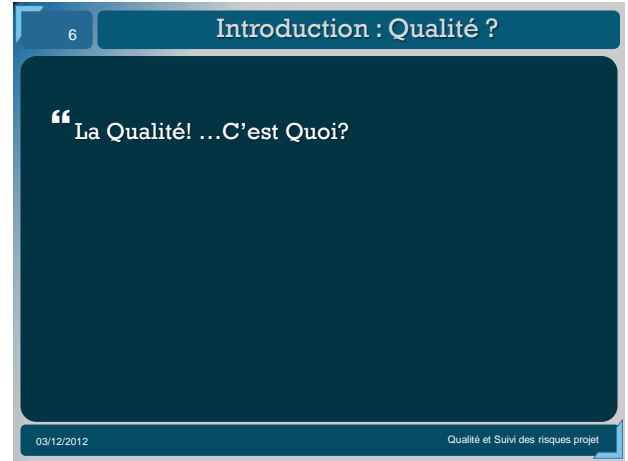 6
Introduction : Qualité ?
“ La Qualité! …C’est Quoi?
03/12/2012
Qualité et Suivi des risques projet